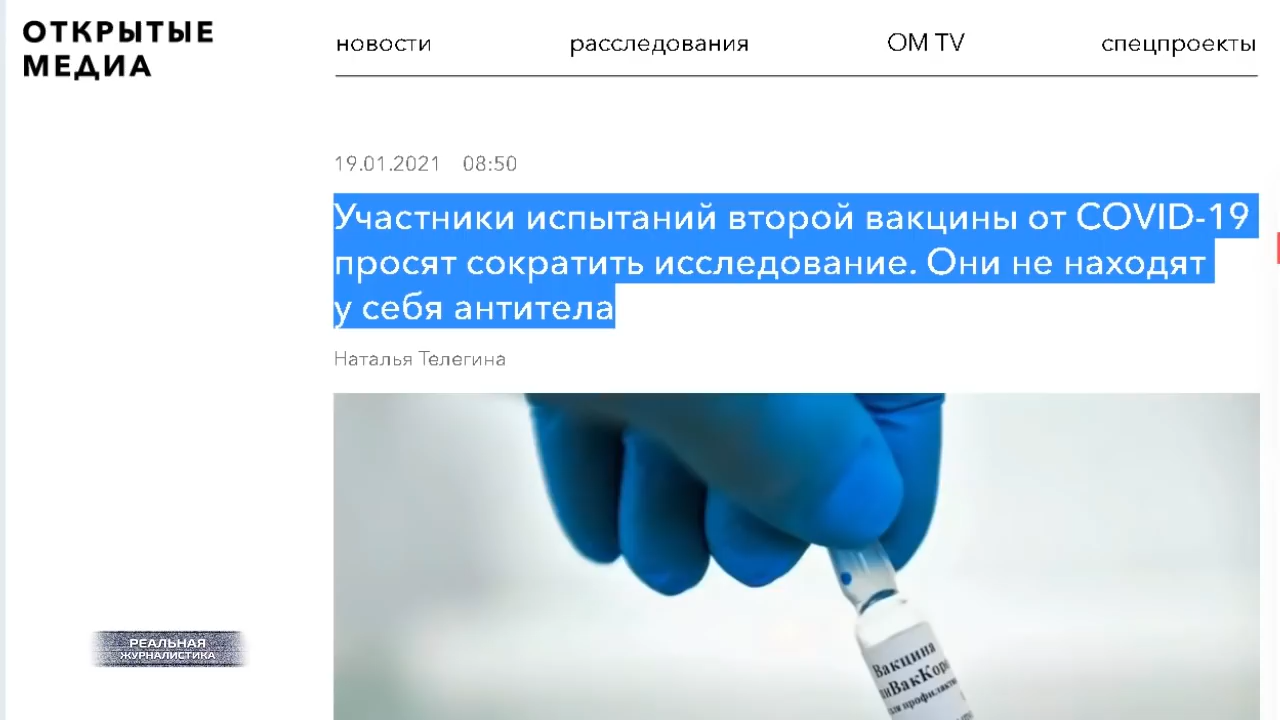 ОТКРЫТЫЕ
МЕДИА
новости
расследования
OM TV
спецпроекты
19.01.2021 08:50
Участники испытаний второй вакцины от COVID-19
просят сократить исследование. Они не находят
у себя антитела
Наталья Телегина
РЕАЛЬНАЯ
ЖУРНАЛИСТИКА
Вакцина